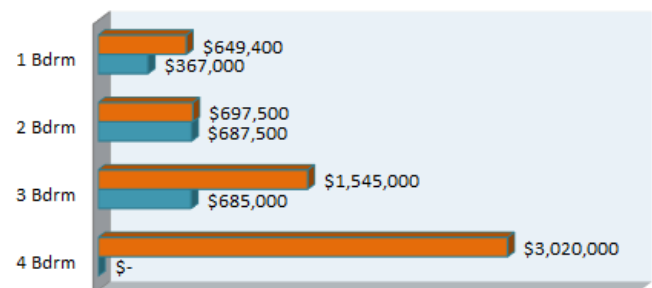 1 Bdrm
$649,400
$367,000
2 Bdrm
$697,500
$687,500
3 Bdrm
$1,545,000
$685,000
4 Bdrm
$3,020,000
$-